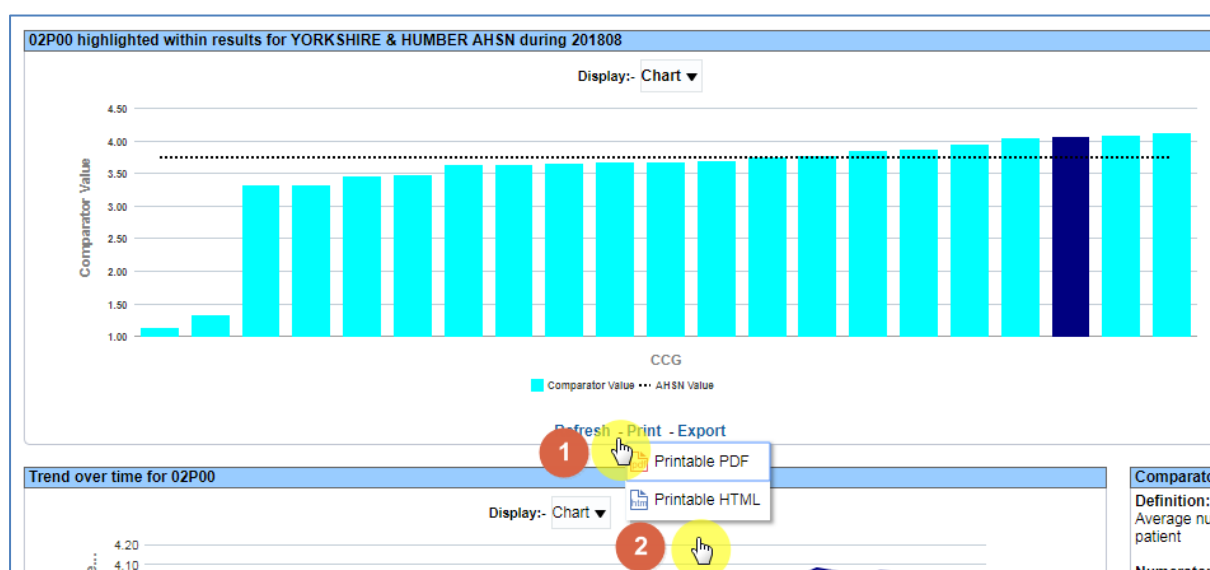 02P00 highlighted within results for YORKSHIRE & HUMBER AHSN during 201808
Display:- Chart
4.50
4.00
3.50
3.00
2.50
2.00
1.50
1.00
Comparator Value
CCG
Comparator Value AHSN Value
Refresh - Print - Export
1
pdf Printable PDF
htm Printable HTML
Trend over time for 02P00
Display:- Chart
2
4.20
4.10
Comparato
Definition:
Average nu
patient